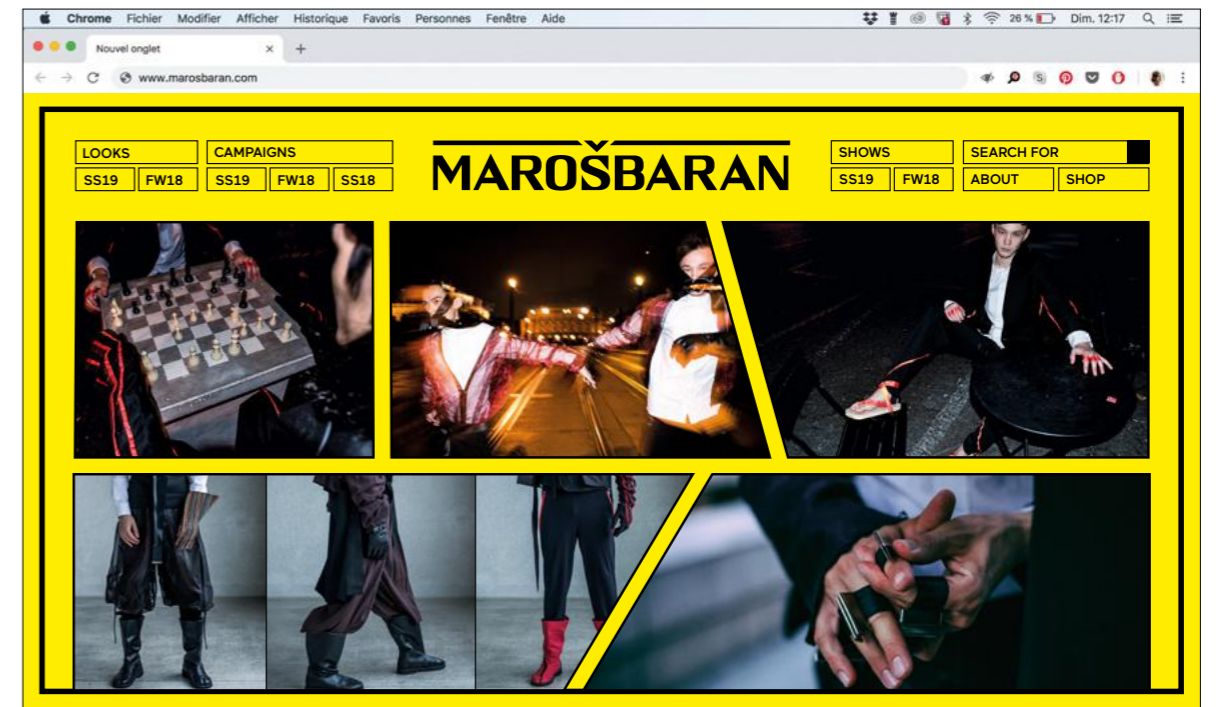 Chrome Fichier Modifier Afficher Historique Favoris Personnes Fenêtre Aide 26 % Dim. 12:17
Nouvel onglet
www.marosbaran.com
LOOKS
SS19 FW18
CAMPAIGNS
SS19 FW18 SS18
MAROŠBARAN
SHOWS
SS19 FW18
SEARCH FOR
ABOUT SHOP